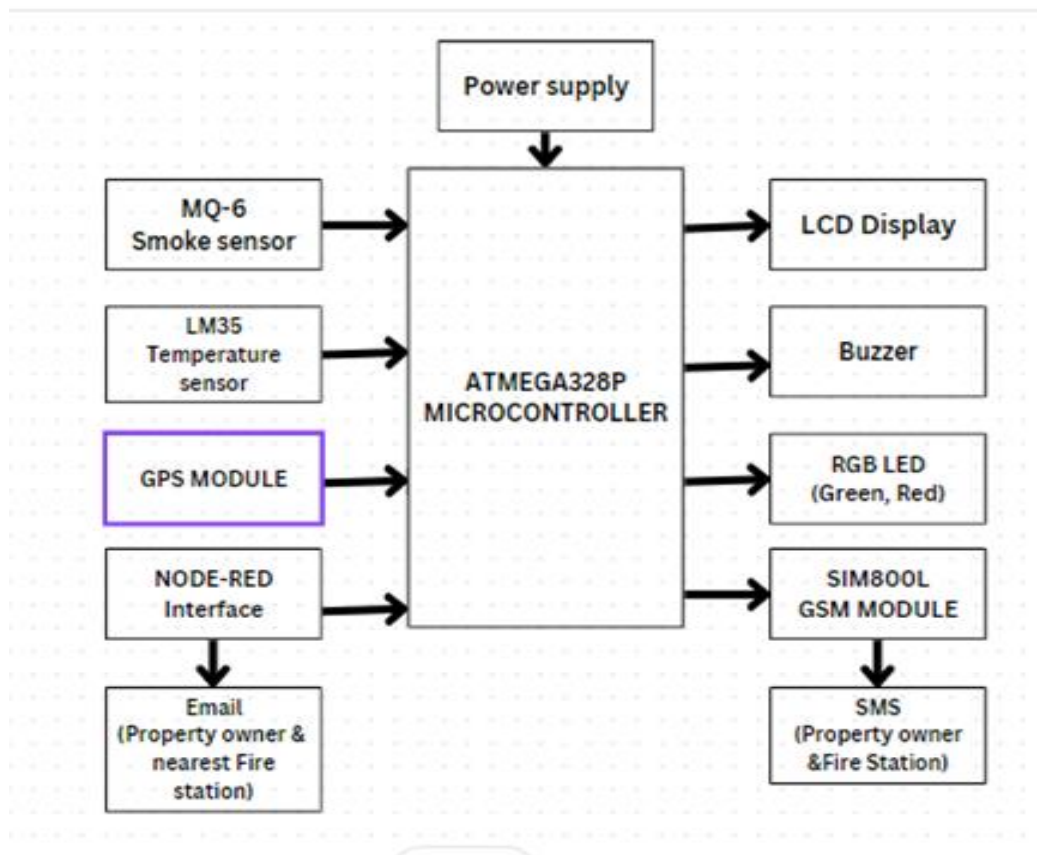 Power supply
MQ-6
Smoke sensor
LM35
Temperature
sensor
GPS MODULE
NODE-RED
Interface
Email
(Property owner &
nearest Fire
station)
ATMEGA328P
MICROCONTROLLER
LCD Display
Buzzer
RGB LED
(Green, Red)
SIM800L
GSM MODULE
SMS
(Property owner
&Fire Station)